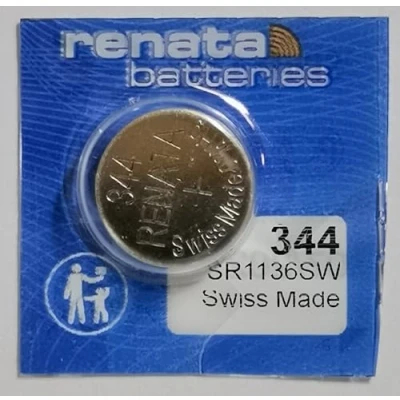 renata
batteries
344
RENATA
+
Swiss Made
344
SR1136SW
Swiss Made